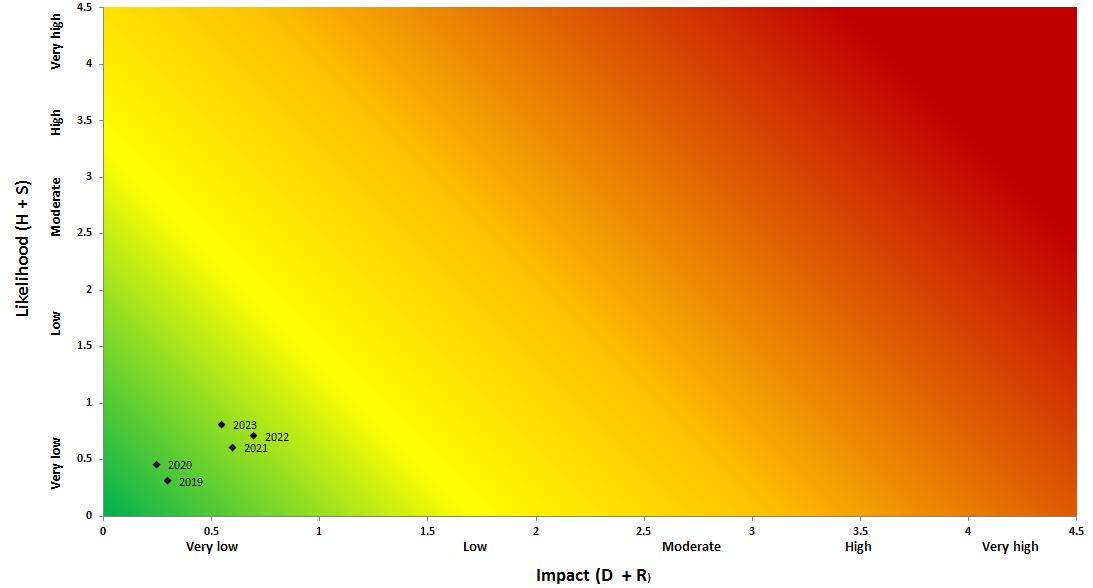 Likelihood (H + S)
Very high
High
Moderate
Low
Very low
4.5
4
3.5
3
2.5
2
1.5
1
0.5
0
2023
2022
2021
2020
2019
0 0.5 1 1.5 2 2.5 3 3.5 4 4.5
Very low Low Moderate High Very high
Impact (D + R)